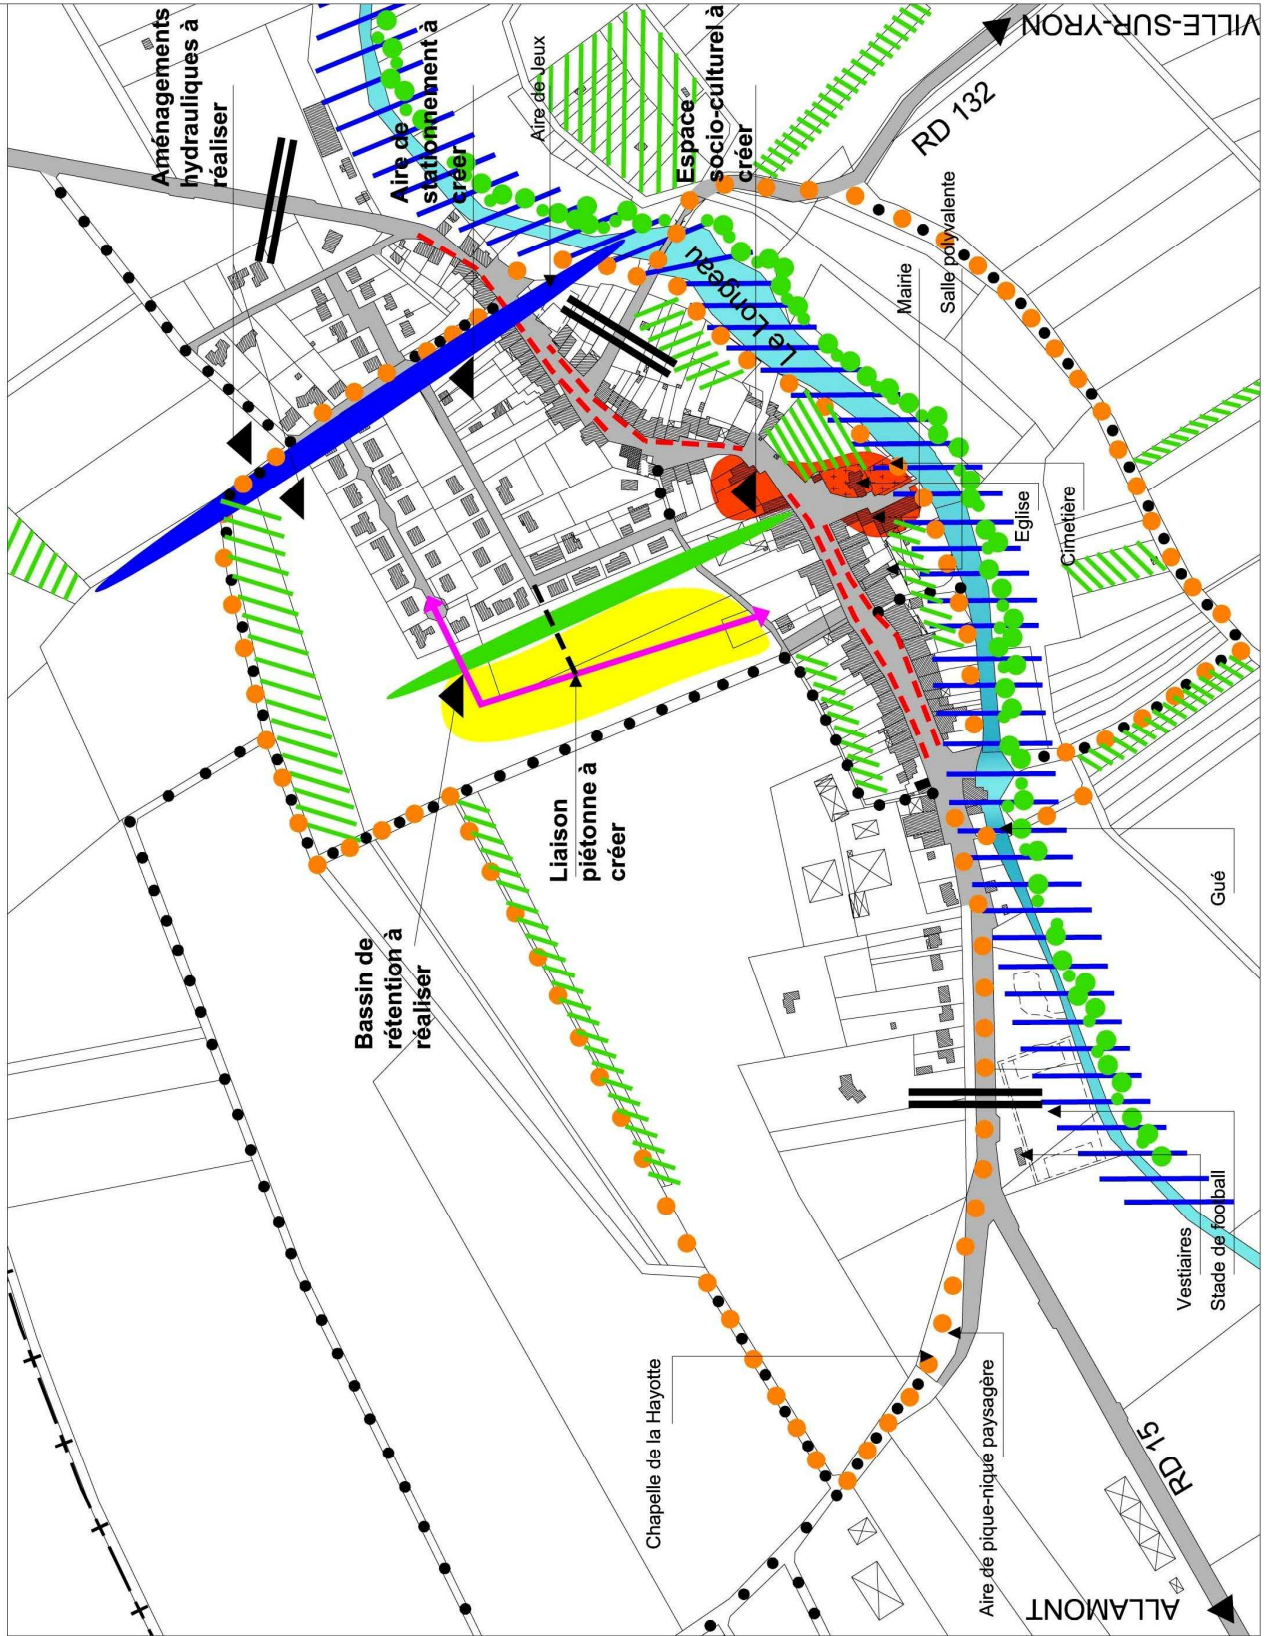 Aménagements
hydrauliques à
réaliser
Aire de
stationnement à
créer
Aire de Jeux
Espace
socio-culturel à
créer
VILLE-SUR-YRON
RD 132
Le Longeau
Mairie
Salle polyvalente
Eglise
Cimetière
Liaison
piétonne à
créer
Bassin de
rétention à
réaliser
Gué
Vestiaires
Stade de football
Chapelle de la Hayotte
Aire de pique-nique paysagère
RD 15
ALLAMONT